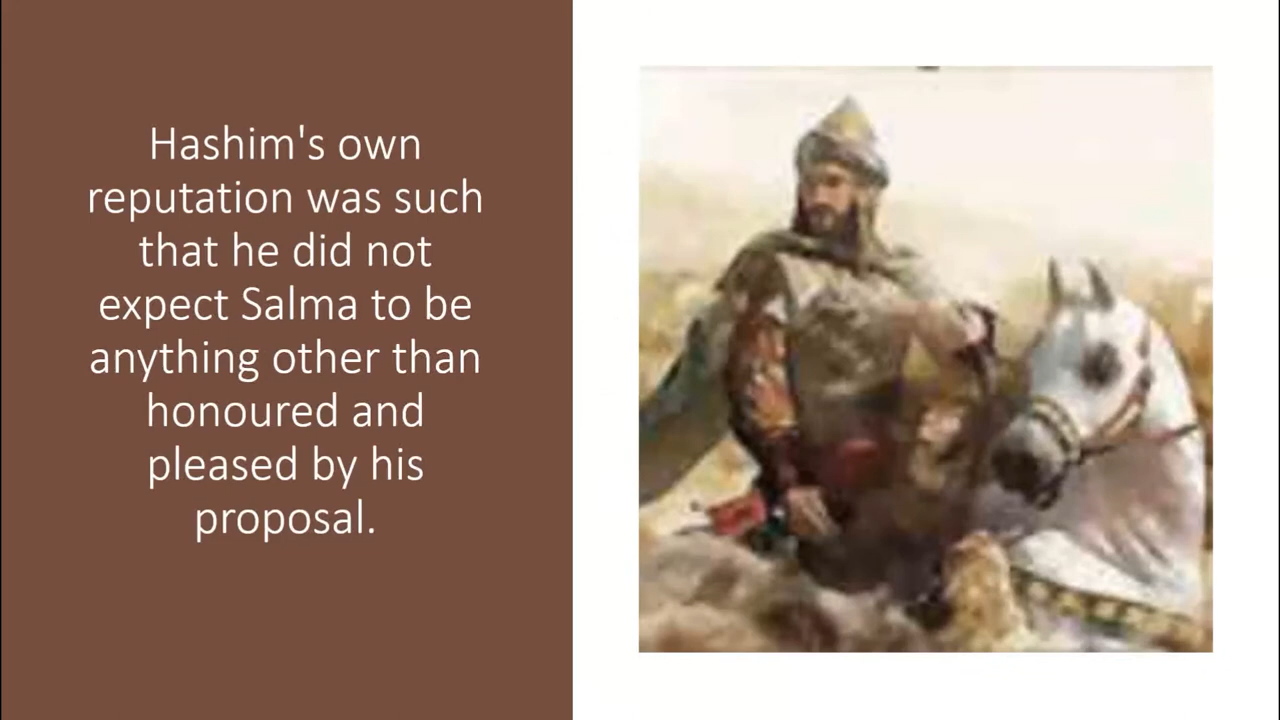 Hashim's own
reputation was such
that he did not
expect Salma to be
anything other than
honoured and
pleased by his
proposal.